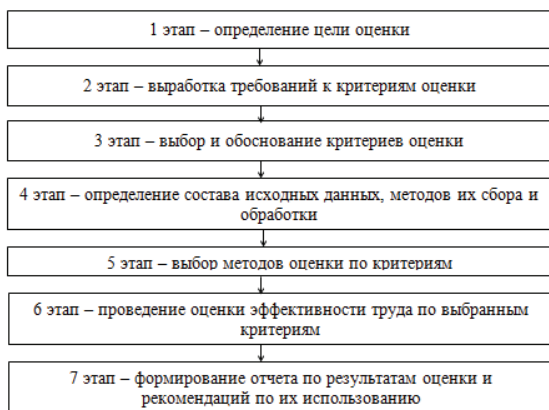 1 этап – определение цели оценки
2 этап – выработка требований к критериям оценки
3 этап – выбор и обоснование критериев оценки
4 этап – определение состава исходных данных, методов их сбора и
обработки
5 этап – выбор методов оценки по критериям
6 этап – проведение оценки эффективности труда по выбранным
критериям
7 этап – формирование отчета по результатам оценки и
рекомендаций по их использованию